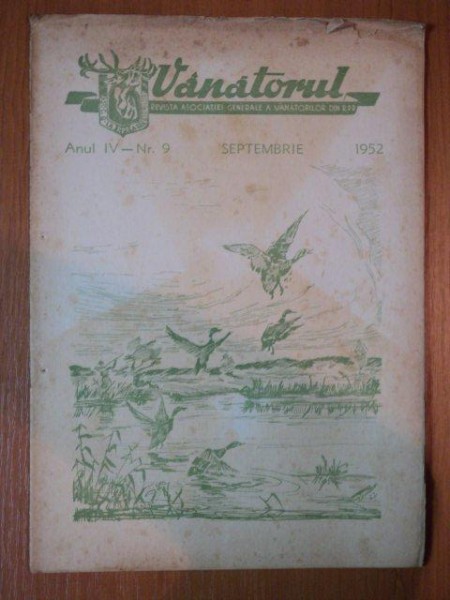 Vânătorul
REVISTA ASOCIAȚIEI GENERALE A VÂNĂTORILOR DIN R.P.R.
Anul IV — Nr. 9 SEPTEMBRIE 1952